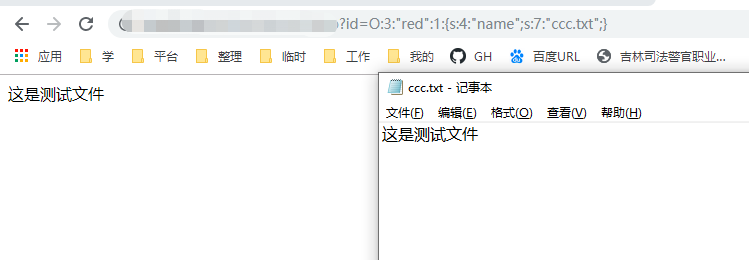 ?id=O:3:"red":1:{s:4:"name";s:7:"ccc.txt";}
应用 学 平台 整理 临时 工作 我的 GH 百度URL 吉林司法警官职业...
这是测试文件
ccc.txt - 记事本
文件(F) 编辑(E) 格式(O) 查看(V) 帮助(H)
这是测试文件